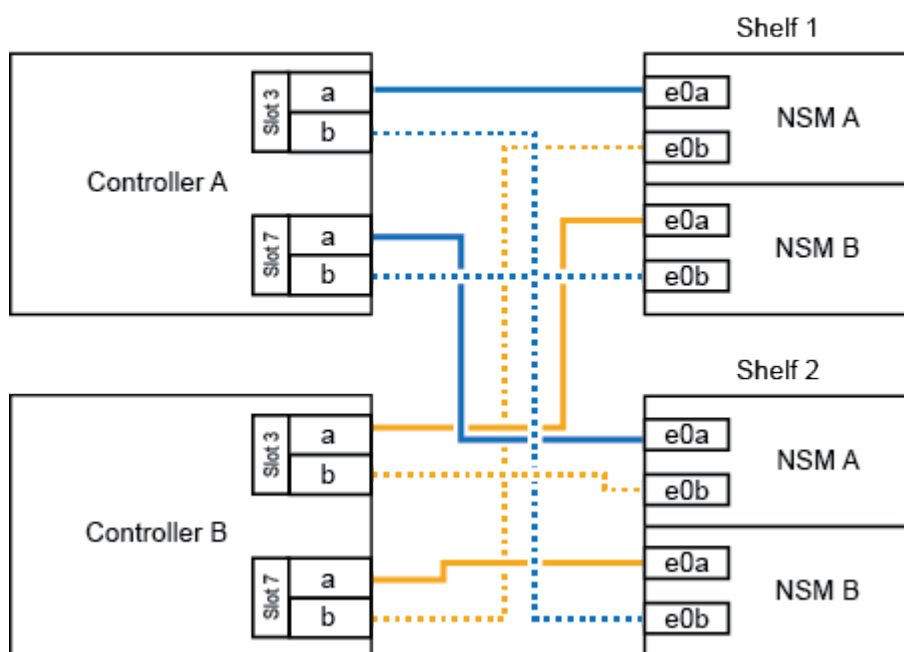 Shelf 1
Controller A
Slot 3
a
b
Slot 7
a
b
e0a
e0b
NSM A
e0a
e0b
NSM B
Shelf 2
Controller B
Slot 3
a
b
Slot 7
a
b
e0a
e0b
NSM A
e0a
e0b
NSM B